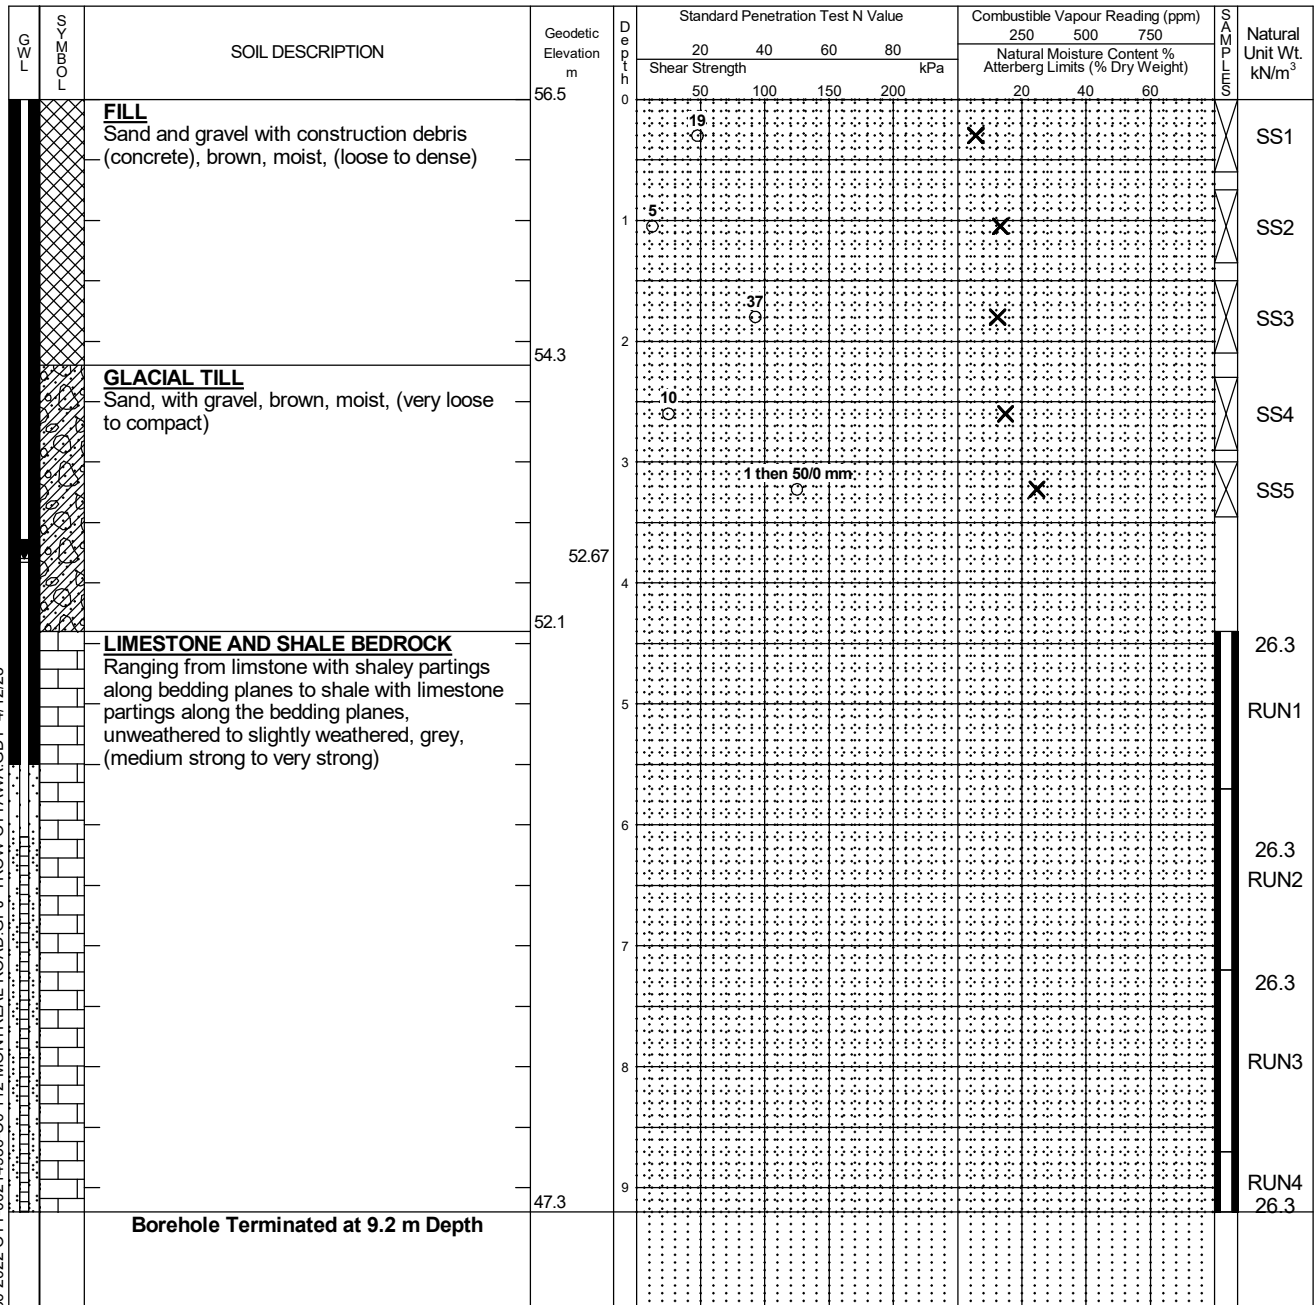 GWL
SYMBOL
SOIL DESCRIPTION
Geodetic
Elevation
m
Depth
Standard Penetration Test N Value
20 40 60 80
Shear Strength kPa
50 100 150 200
Combustible Vapour Reading (ppm)
250 500 750
Natural Moisture Content %
Atterberg Limits (% Dry Weight)
20 40 60
SAMPLES
Natural
Unit Wt.
kN/m³
56.5
0
FILL
Sand and gravel with construction debris
(concrete), brown, moist, (loose to dense)
19
SS1
5
1
SS2
37
SS3
2
54.3
GLACIAL TILL
Sand, with gravel, brown, moist, (very loose
to compact)
10
SS4
3
1 then 50/0 mm
SS5
52.67
4
52.1
LIMESTONE AND SHALE BEDROCK
Ranging from limstone with shaley partings
along bedding planes to shale with limestone
partings along the bedding planes,
unweathered to slightly weathered, grey,
(medium strong to very strong)
26.3
5
RUN1
6
26.3
RUN2
7
26.3
8
RUN3
9
RUN4
47.3
26.3
Borehole Terminated at 9.2 m Depth